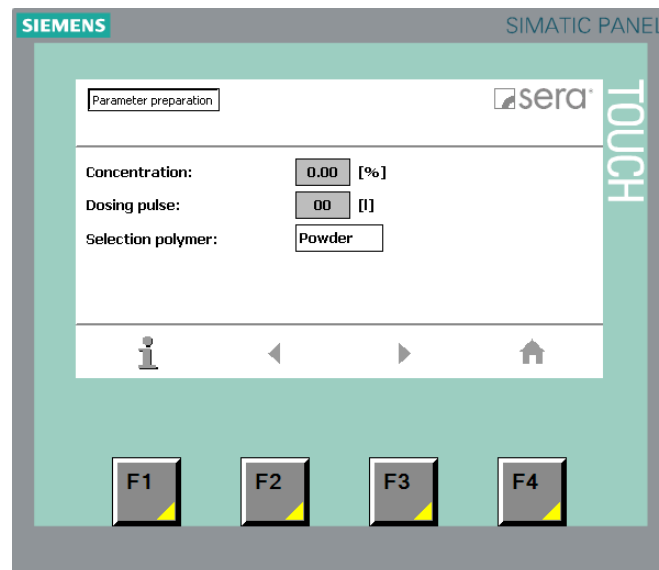 SIEMENS
SIMATIC PANEL
TOUCH
Parameter preparation
sera
Concentration: 0.00 [%]
Dosing pulse: 00 [l]
Selection polymer: Powder
F1 F2 F3 F4